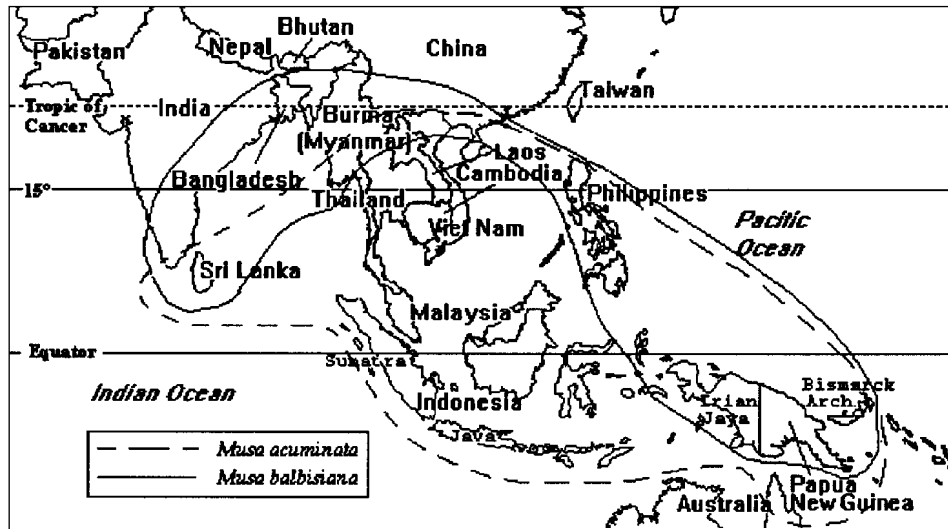 Bhutan
Nepal
China
Pakistan
Taiwan
India
Tropic of
Cancer
Burma
(Myanmar)
Laos
Bangladesh
Cambodia
15°
Thailand
Philippines
Viet Nam
Pacific
Ocean
Sri Lanka
Malaysia
Equator
Sumatra
Indian Ocean
Indonesia
Irian
Jaya
Bismarck
Arch.
Java
Musa acuminata
Musa balbisiana
Australia
Papua
New Guinea